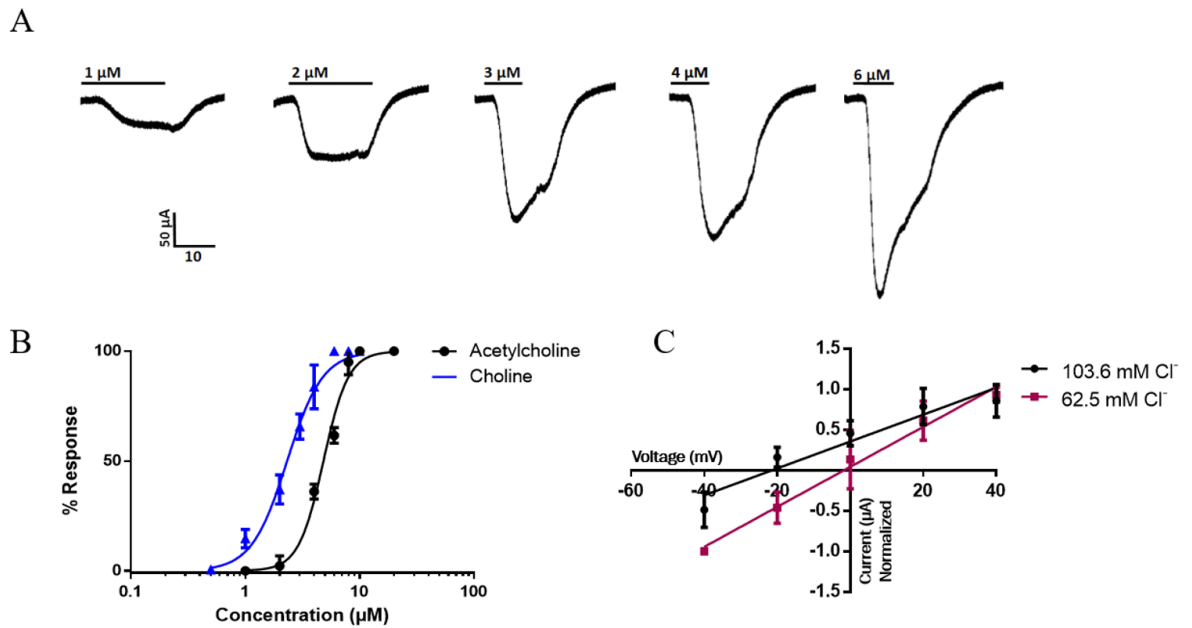 A
1 µM
2 µM
3 µM
4 µM
6 µM
50 µA
10
B
100
50
0
% Response
0.1
1
10
100
Concentration (µM)
Acetylcholine
Choline
C
1.5
1.0
0.5
-0.5
-1.0
-1.5
Voltage (mV)
-60
-40
-20
0
20
40
Current (µA)
Normalized
103.6 mM Cl⁻
62.5 mM Cl⁻